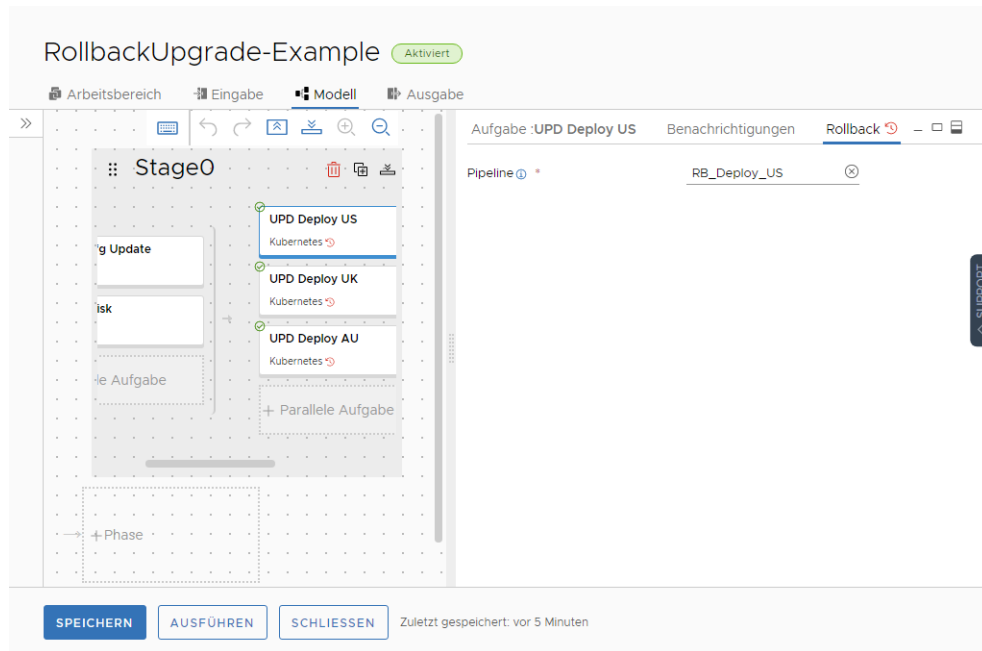 RollbackUpgrade-Example Aktiviert
Arbeitsbereich Eingabe Modell Ausgabe
Aufgabe :UPD Deploy US Benachrichtigungen Rollback
Stage0
Pipeline * RB_Deploy_US
g Update
isk
le Aufgabe
UPD Deploy US
Kubernetes
UPD Deploy UK
Kubernetes
UPD Deploy AU
Kubernetes
+ Parallele Aufgabe
+ Phase
SUPPORT
SPEICHERN AUSFÜHREN SCHLIESSEN Zuletzt gespeichert: vor 5 Minuten